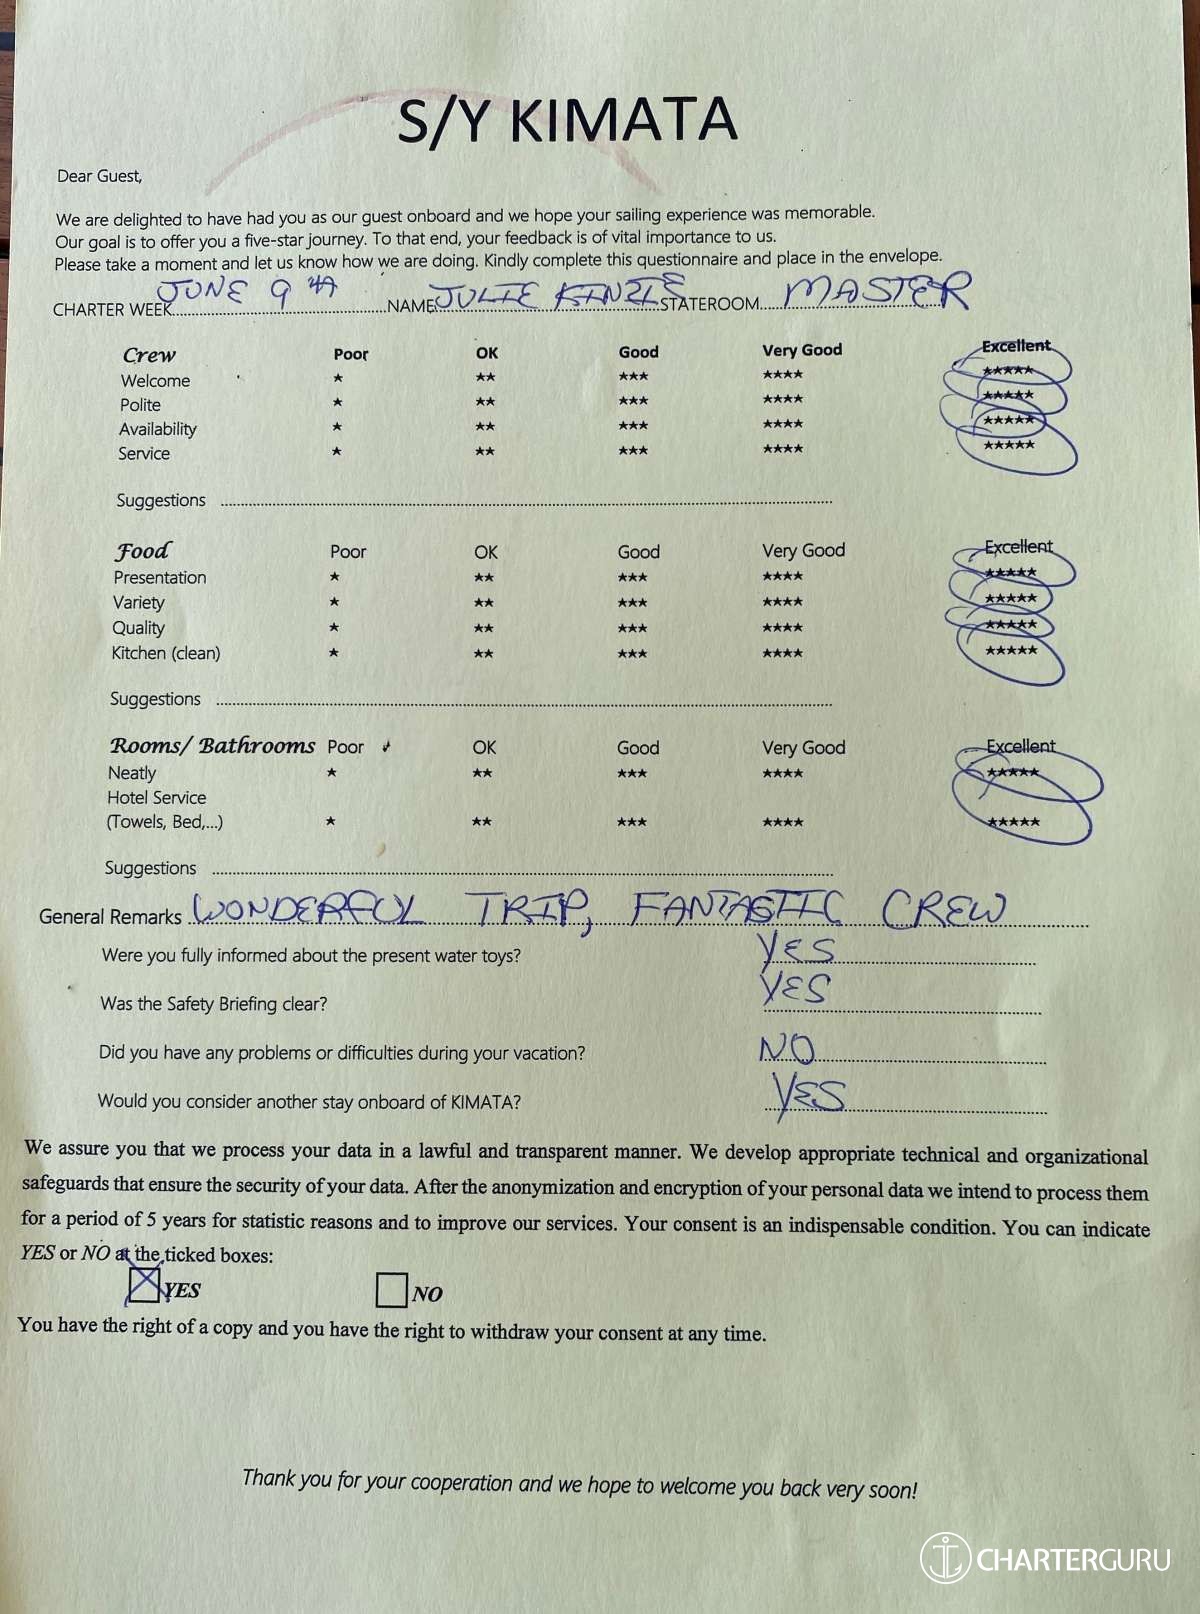 S/Y KIMATA
Dear Guest,
We are delighted to have had you as our guest onboard and we hope your sailing experience was memorable.
Our goal is to offer you a five-star journey. To that end, your feedback is of vital importance to us.
Please take a moment and let us know how we are doing. Kindly complete this questionnaire and place in the envelope.
CHARTER WEEK JUNE 9 NAME JULIE KINZIE STATEROOM MASTER
Crew Poor OK Good Very Good Excellent
Welcome ★ ★★ ★★★ ★★★★ ★★★★★
Polite ★ ★★ ★★★ ★★★★ ★★★★★
Availability ★ ★★ ★★★ ★★★★ ★★★★★
Service ★ ★★ ★★★ ★★★★ ★★★★★
Suggestions
Food Poor OK Good Very Good Excellent
Presentation ★ ★★ ★★★ ★★★★ ★★★★★
Variety ★ ★★ ★★★ ★★★★ ★★★★★
Quality ★ ★★ ★★★ ★★★★ ★★★★★
Kitchen (clean) ★ ★★ ★★★ ★★★★ ★★★★★
Suggestions
Rooms/ Bathrooms Poor OK Good Very Good Excellent
Neatly ★ ★★ ★★★ ★★★★ ★★★★★
Hotel Service
(Towels, Bed,...) ★ ★★ ★★★ ★★★★ ★★★★★
Suggestions
General Remarks WONDERFUL TRIP, FANTASTIC CREW
Were you fully informed about the present water toys? YES
Was the Safety Briefing clear? YES
Did you have any problems or difficulties during your vacation? NO
Would you consider another stay onboard of KIMATA? YES
We assure you that we process your data in a lawful and transparent manner. We develop appropriate technical and organizational
safeguards that ensure the security of your data. After the anonymization and encryption of your personal data we intend to process them
for a period of 5 years for statistic reasons and to improve our services. Your consent is an indispensable condition. You can indicate
YES or NO at the ticked boxes:
YES NO
You have the right of a copy and you have the right to withdraw your consent at any time.
Thank you for your cooperation and we hope to welcome you back very soon!
CHARTERGURU